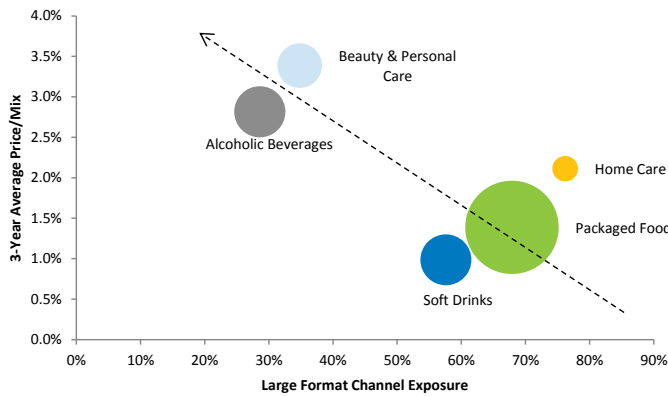 4.0%
3.5%
3.0%
2.5%
2.0%
1.5%
1.0%
0.5%
0.0%
3-Year Average Price/Mix
Beauty & Personal
Care
Alcoholic Beverages
Home Care
Packaged Food
Soft Drinks
0% 10% 20% 30% 40% 50% 60% 70% 80% 90%
Large Format Channel Exposure